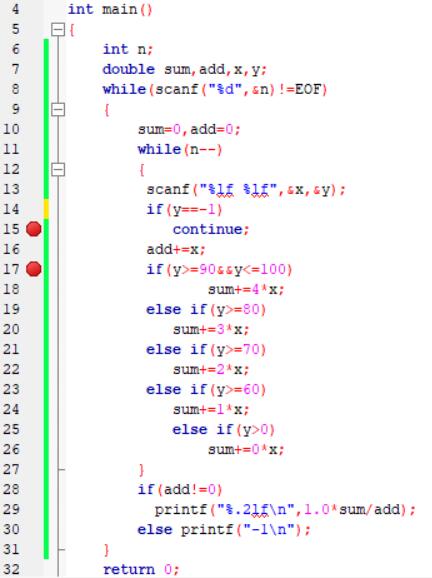 4 int main()
5 {
6 int n;
7 double sum,add,x,y;
8 while(scanf("%d",&n)!=EOF)
9 {
10 sum=0,add=0;
11 while(n--)
12 {
13 scanf("%lf %lf",&x,&y);
14 if(y==-1)
15 continue;
16 add+=x;
17 if(y>=90&&y<=100)
18 sum+=4*x;
19 else if(y>=80)
20 sum+=3*x;
21 else if(y>=70)
22 sum+=2*x;
23 else if(y>=60)
24 sum+=1*x;
25 else if(y>0)
26 sum+=0*x;
27 }
28 if(add!=0)
29 printf("%.2lf\n",1.0*sum/add);
30 else printf("-1\n");
31 }
32 return 0;